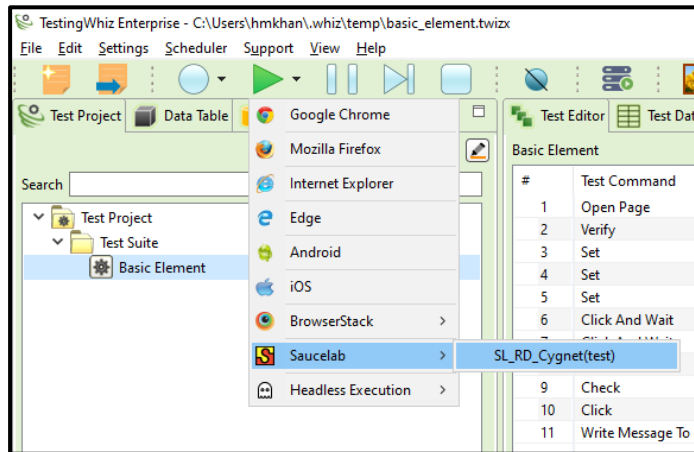 TestingWhiz Enterprise - C:\Users\hmkhan\.whiz\temp\basic_element.twizx
File Edit Settings Scheduler Support View Help
Test Project Data Table
Test Editor Test Dat
Google Chrome
Mozilla Firefox
Internet Explorer
Edge
Android
iOS
BrowserStack
Saucelab
Headless Execution
SL_RD_Cygnet(test)
Search
Test Project
Test Suite
Basic Element
Basic Element
# Test Command
1 Open Page
2 Verify
3 Set
4 Set
5 Set
6 Click And Wait
9 Check
10 Click
11 Write Message To